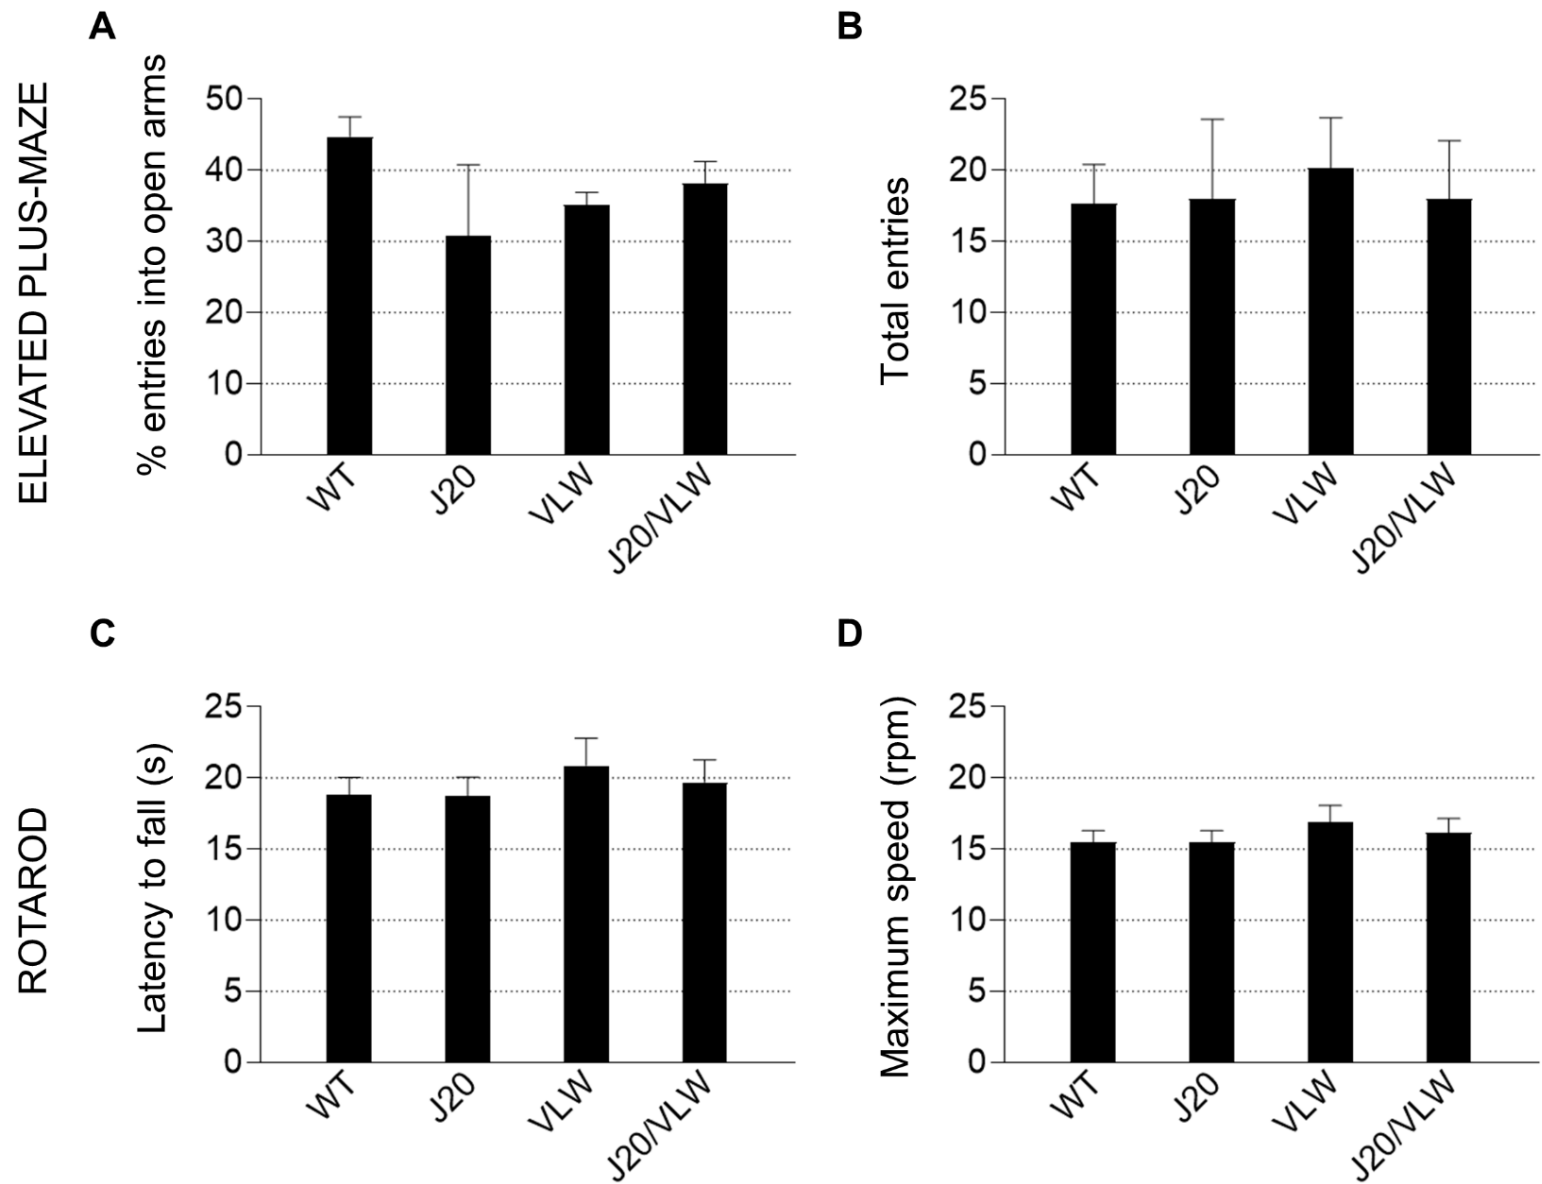 A
ELEVATED PLUS-MAZE
% entries into open arms
50
40
30
20
10
0
WT
J20
VLW
J20/VLW
B
Total entries
25
20
15
10
5
0
WT
J20
VLW
J20/VLW
C
ROTAROD
Latency to fall (s)
25
20
15
10
5
0
WT
J20
VLW
J20/VLW
D
Maximum speed (rpm)
25
20
15
10
5
0
WT
J20
VLW
J20/VLW